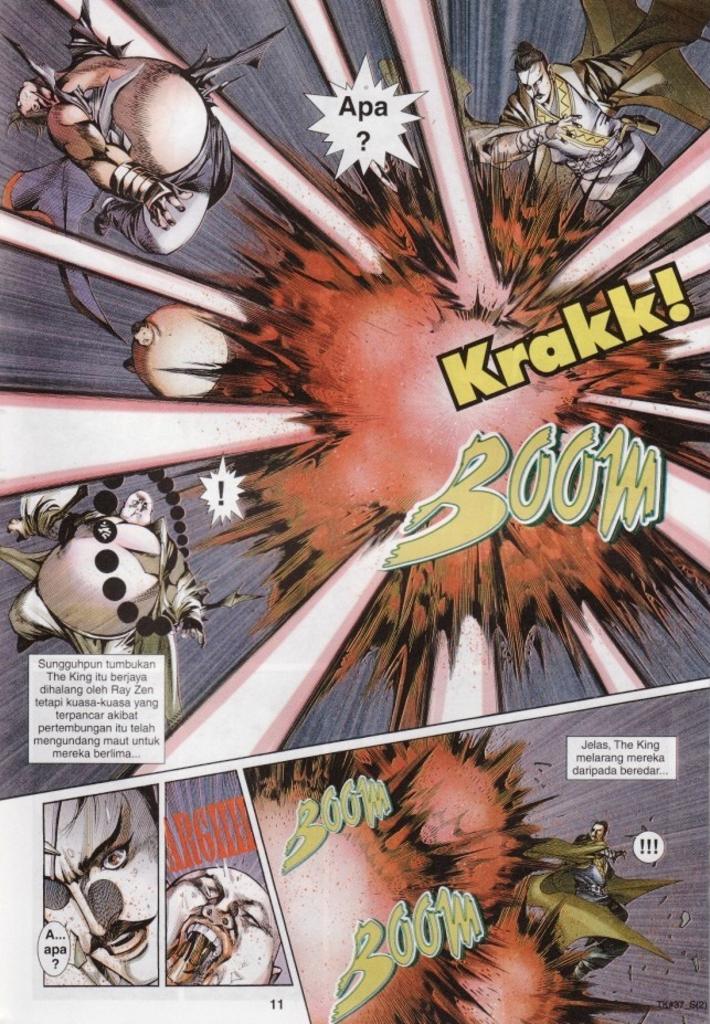 Apa
?
Krakk!
BOOM
!
Sungguhpun tumbukan
The King itu berjaya
dihalang oleh Ray Zen
tetapi kuasa-kuasa yang
terpancar akibat
pertembungan itu telah
mengundang maut untuk
mereka berlima...
Jelas, The King
melarang mereka
daripada beredar...
A...
apa
?
ARGHH
BOOM
BOOM
!!!
11
TK#37_S(2)